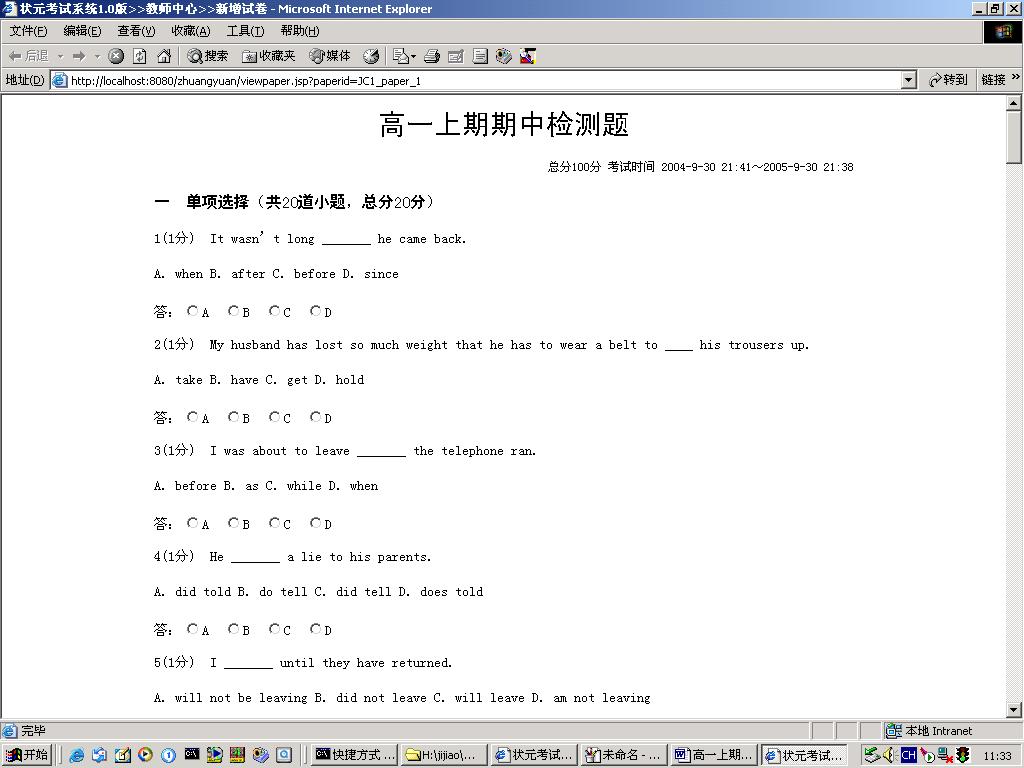 状元考试系统1.0版>>教师中心>>新增试卷 - Microsoft Internet Explorer
文件(F) 编辑(E) 查看(V) 收藏(A) 工具(T) 帮助(H)
后退 搜索 收藏夹 媒体
地址(D) http://localhost:8080/zhuangyuan/viewpaper.jsp?paperid=JC1_paper_1 转到 链接 »
高一上期期中检测题
总分100分 考试时间 2004-9-30 21:41～2005-9-30 21:38
一 单项选择（共20道小题，总分20分）
1(1分) It wasn’t long _______ he came back.
A. when B. after C. before D. since
答： A B C D
2(1分) My husband has lost so much weight that he has to wear a belt to ____ his trousers up.
A. take B. have C. get D. hold
答： A B C D
3(1分) I was about to leave _______ the telephone ran.
A. before B. as C. while D. when
答： A B C D
4(1分) He _______ a lie to his parents.
A. did told B. do tell C. did tell D. does told
答： A B C D
5(1分) I _______ until they have returned.
A. will not be leaving B. did not leave C. will leave D. am not leaving
完毕 本地 Intranet
开始 快捷方式 ... H:\jijiao\... 状元考试... 未命名 - ... 高一上期... 状元考试... CH 11:33